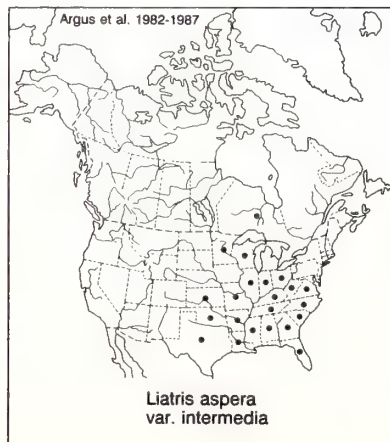 Argus et al. 1982-1987
Liatris aspera
var. intermedia